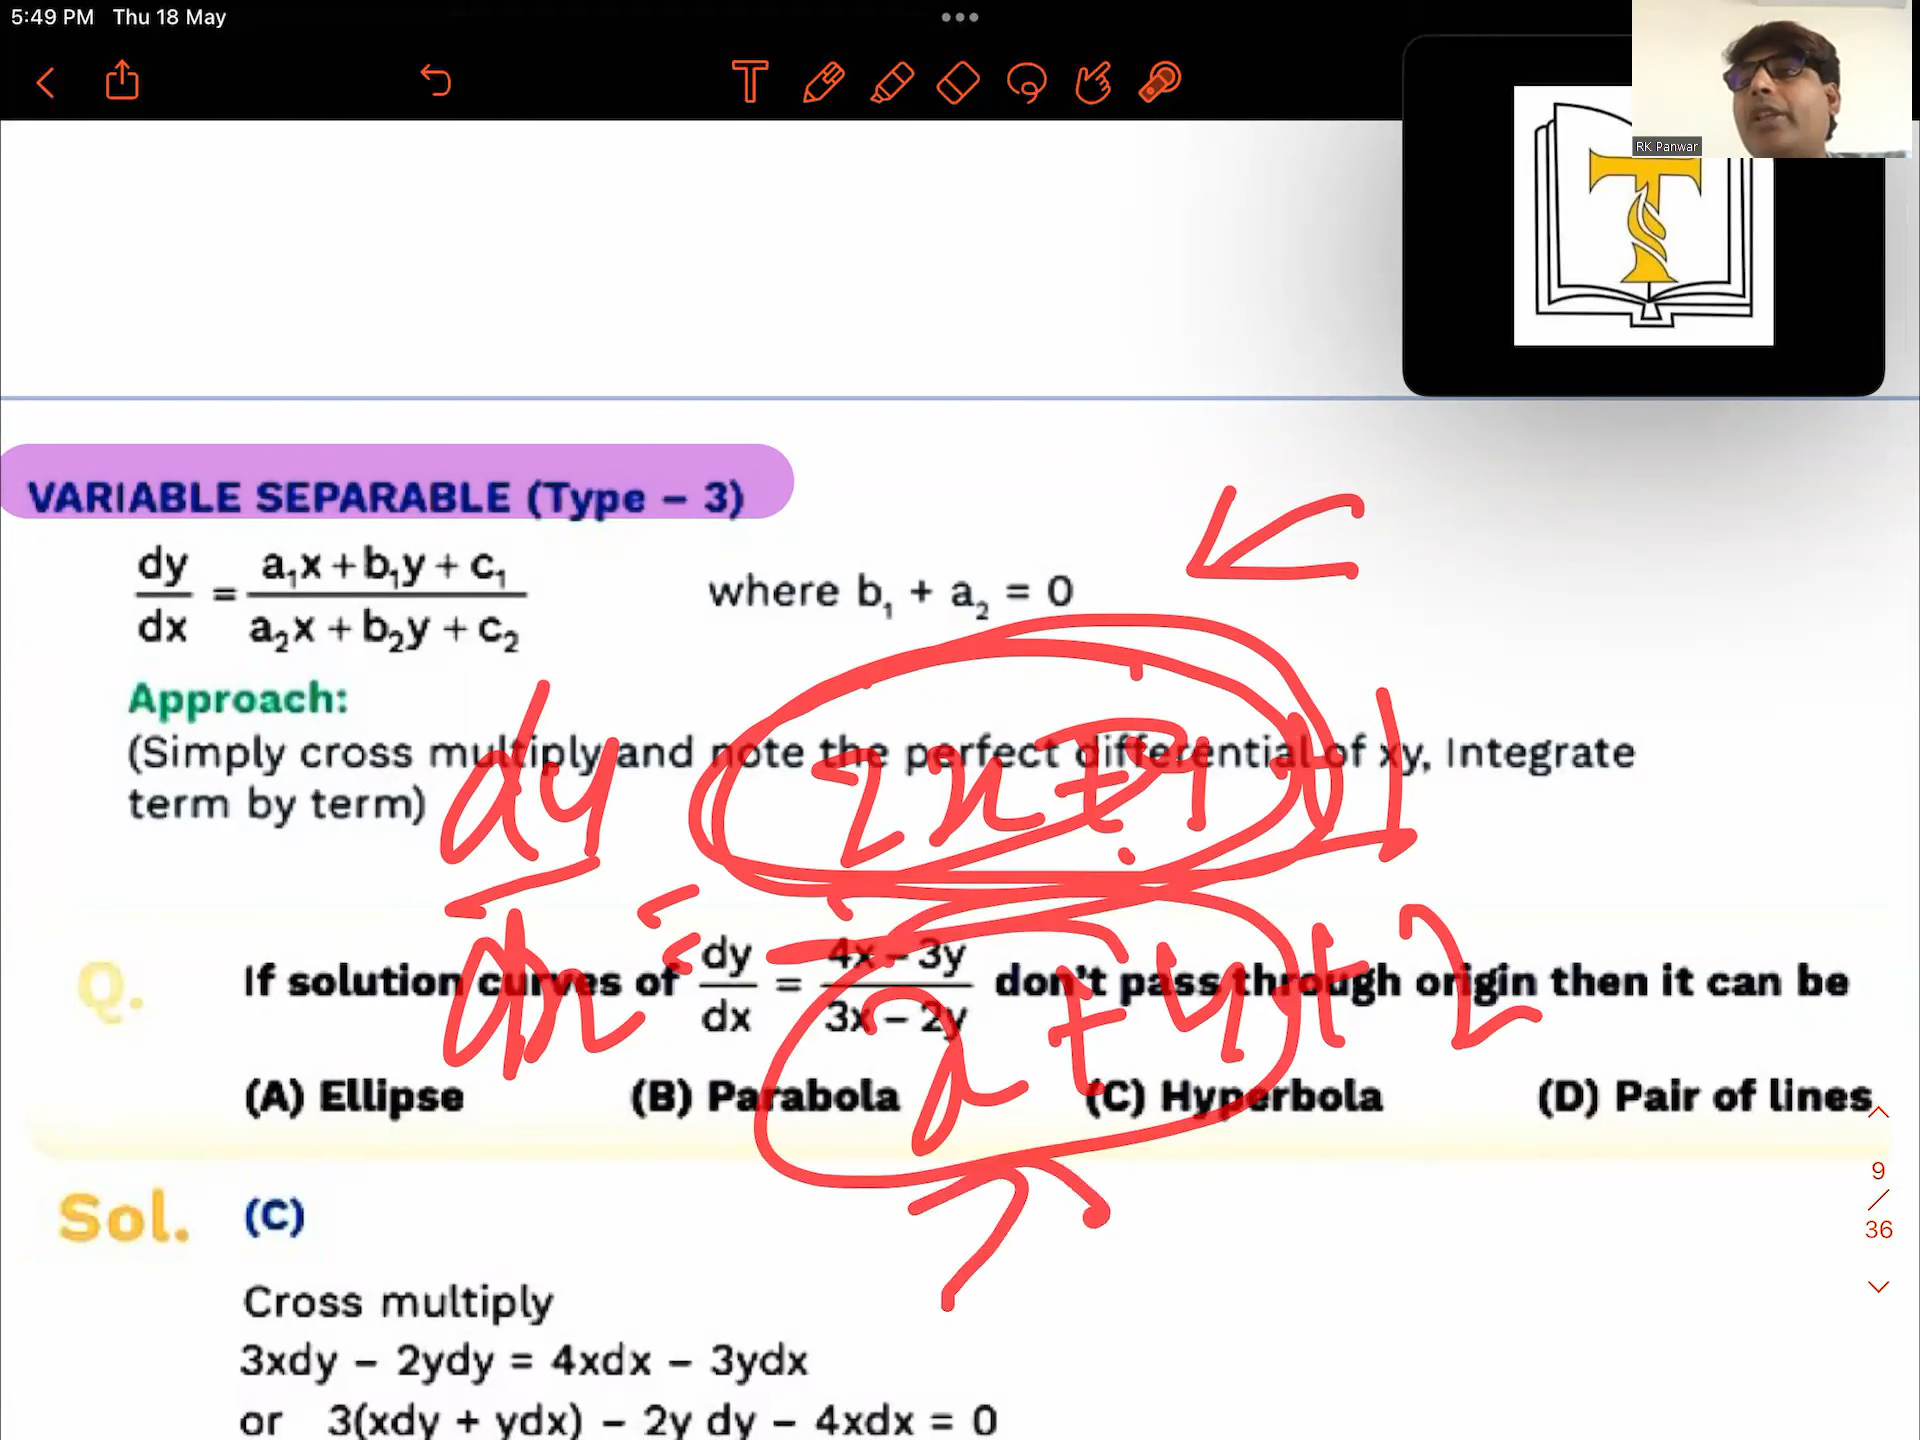 5:49 PM Thu 18 May
RK Panwar
VARIABLE SEPARABLE (Type – 3)
dy/dx = (a₁x + b₁y + c₁)/(a₂x + b₂y + c₂) where b₁ + a₂ = 0
Approach:
(Simply cross multiply and note the perfect differential of xy, Integrate
term by term)
dy/dx =
+ y + 2
Q. If solution curves of dy/dx = (4x – 3y)/(3x – 2y) don't pass through origin then it can be
(A) Ellipse (B) Parabola (C) Hyperbola (D) Pair of lines
9
/
36
Sol. (C)
Cross multiply
3xdy – 2ydy = 4xdx – 3ydx
or 3(xdy + ydx) – 2y dy – 4xdx = 0